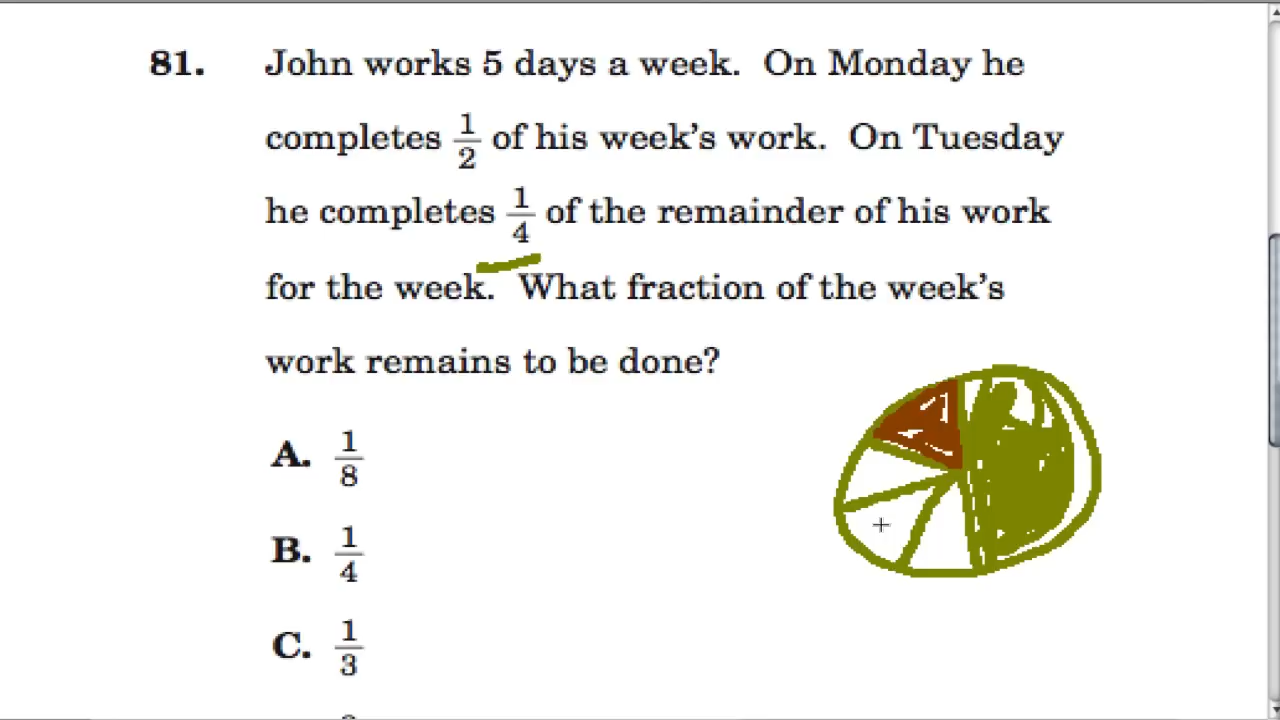 81. John works 5 days a week. On Monday he
completes 1/2 of his week's work. On Tuesday
he completes 1/4 of the remainder of his work
for the week. What fraction of the week's
work remains to be done?
A. 1/8
B. 1/4
C. 1/3